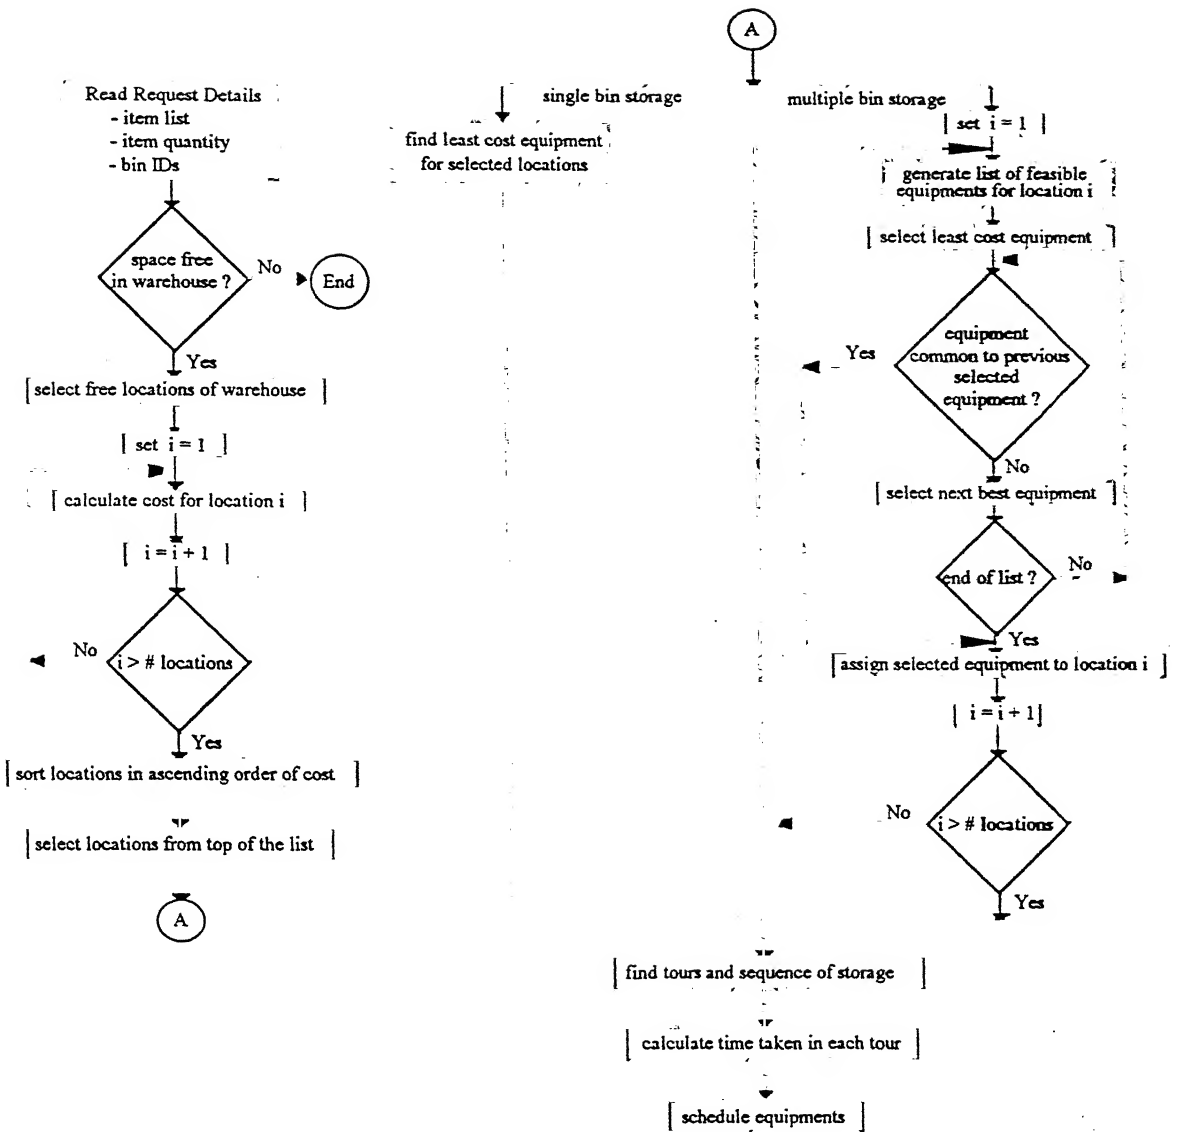 Read Request Details
- item list
- item quantity
- bin IDs
space free
in warehouse ?
No
End
Yes
select free locations of warehouse
set i = 1
calculate cost for location i
i = i + 1
No
i > # locations
Yes
sort locations in ascending order of cost
select locations from top of the list
A
A
single bin storage
find least cost equipment
for selected locations
multiple bin storage
set i = 1
generate list of feasible
equipments for location i
select least cost equipment
equipment
common to previous
selected
equipment ?
Yes
No
select next best equipment
end of list ?
No
Yes
assign selected equipment to location i
i = i + 1
i > # locations
No
Yes
find tours and sequence of storage
calculate time taken in each tour
schedule equipments